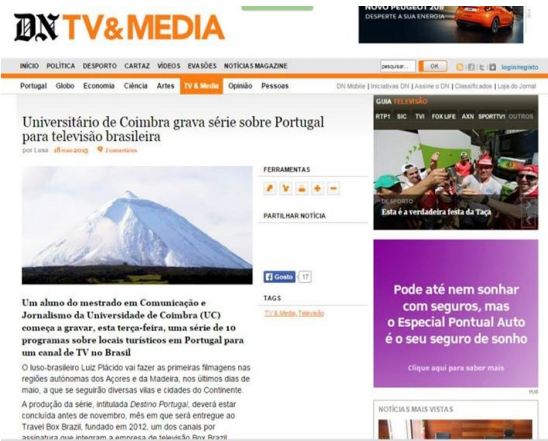 NOVO PEUGEOT 208
DESPERTE A SUA ENERGIA
DN TV&MEDIA
INÍCIO POLÍTICA DESPORTO CARTAZ VÍDEOS EVASÕES NOTÍCIAS MAGAZINE
pesquisar... OK
login/registo
Portugal Globo Economia Ciência Artes TV & Media Opinião Pessoas
DN Mobile | Iniciativas DN | Assine o DN | Classificados | Loja do Jornal
Universitário de Coimbra grava série sobre Portugal
para televisão brasileira
por Lusa
comentários
FERRAMENTAS
PARTILHAR NOTÍCIA
Gosto 17
TAGS
TV & Media, Televisão
Um aluno do mestrado em Comunicação e
Jornalismo da Universidade de Coimbra (UC)
começa a gravar, esta terça-feira, uma série de 10
programas sobre locais turísticos em Portugal para
um canal de TV no Brasil
O luso-brasileiro Luiz Plácido vai fazer as primeiras filmagens nas
regiões autónomas dos Açores e da Madeira, nos últimos dias de
maio, a que se seguirão diversas vilas e cidades do Continente.
A produção da série, intitulada Destino Portugal, deverá estar
concluída antes de novembro, mês em que será entregue ao
Travel Box Brazil, fundado em 2012, um dos canais por
assinatura que integram a empresa de televisão Box Brazil
GUIA TELEVISÃO
RTP1 SIC TVI FOX LIFE AXN SPORTTV1 OUTROS
DESPORTO
Esta é a verdadeira festa da Taça
Pode até nem sonhar
com seguros, mas
o Especial Pontual Auto
é o seu seguro de sonho
Clique aqui para saber mais
PUB
NOTÍCIAS MAIS VISTAS